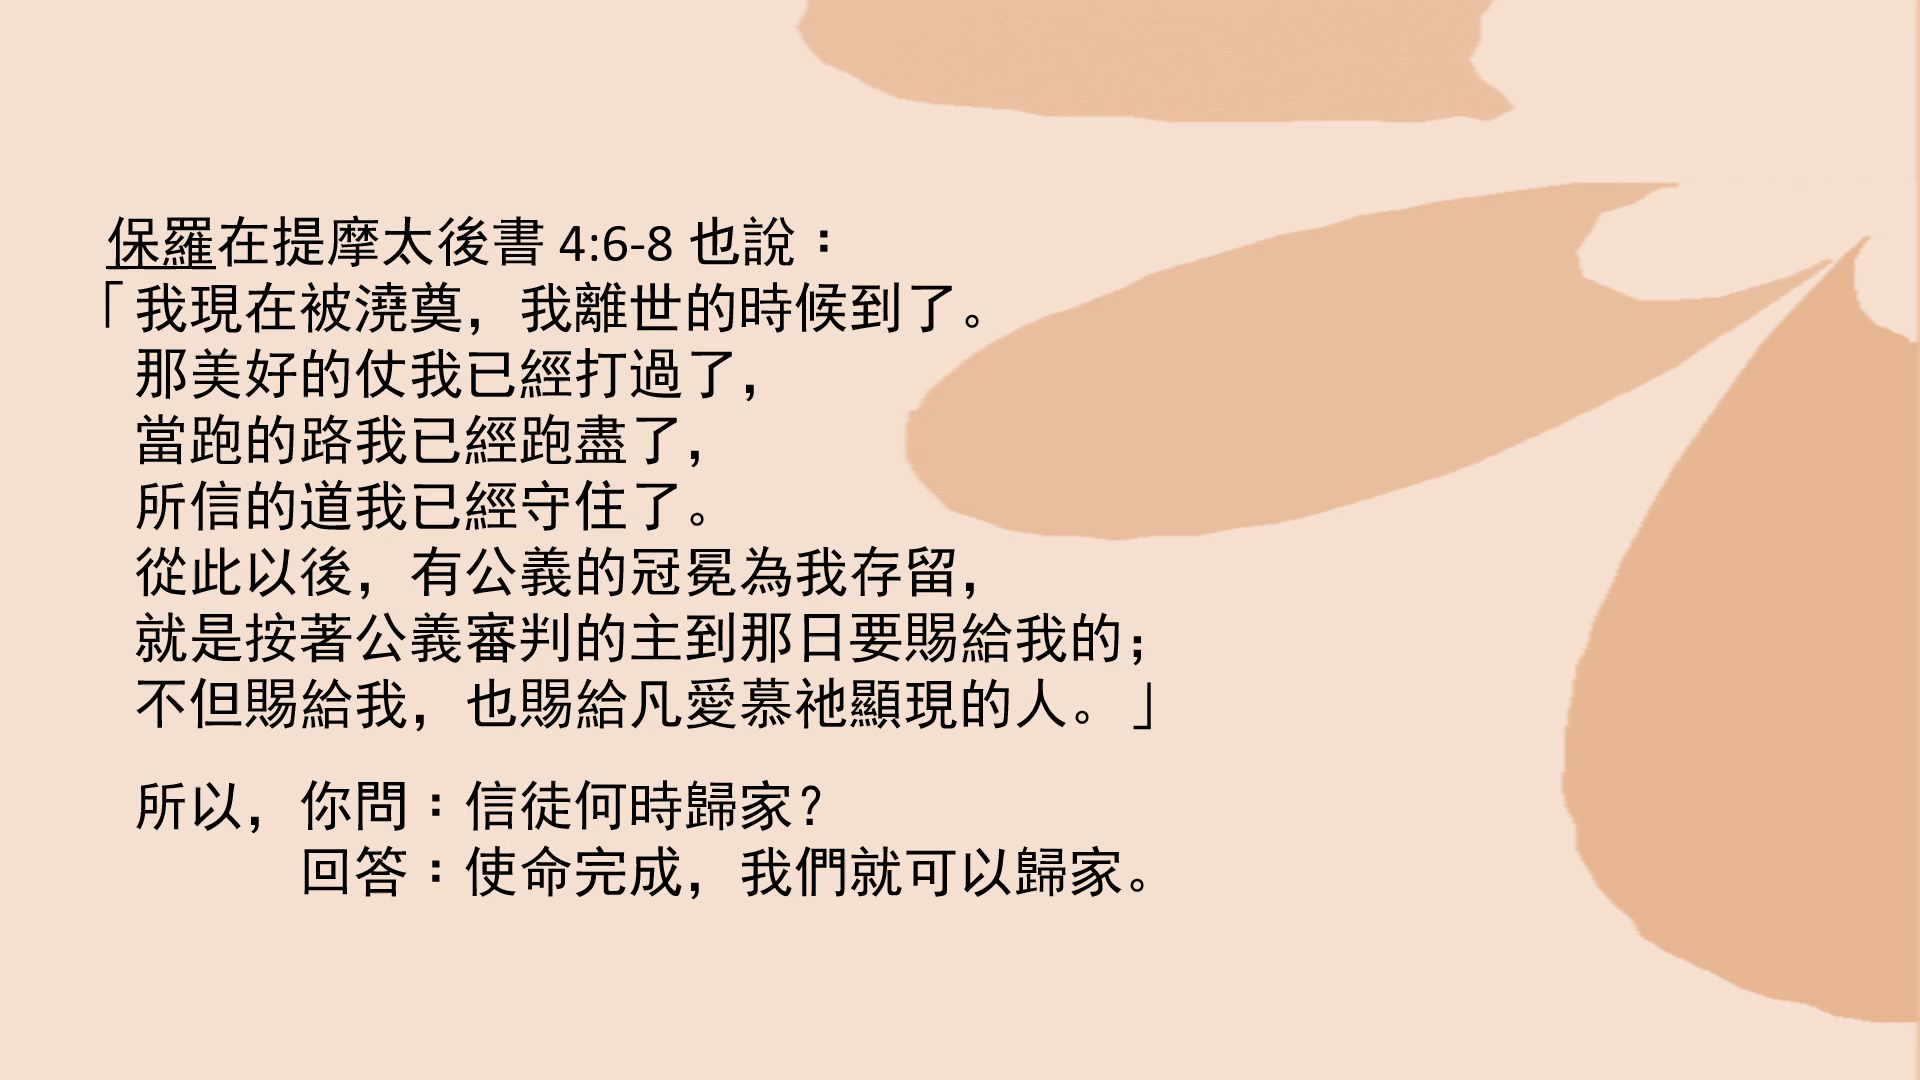 保羅在提摩太後書 4:6-8 也說：
「我現在被澆奠，我離世的時候到了。
那美好的仗我已經打過了，
當跑的路我已經跑盡了，
所信的道我已經守住了。
從此以後，有公義的冠冕為我存留，
就是按著公義審判的主到那日要賜給我的；
不但賜給我，也賜給凡愛慕祂顯現的人。」
所以，你問：信徒何時歸家？
回答：使命完成，我們就可以歸家。